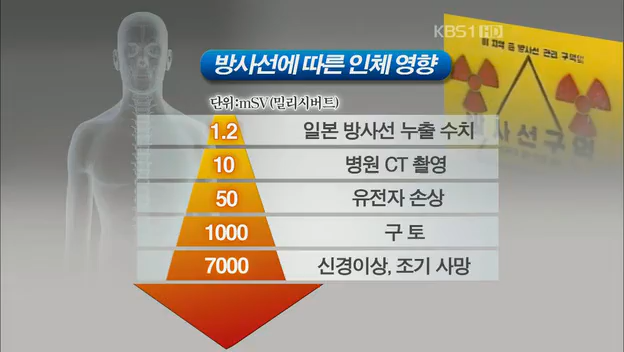 KBS1HD
방사선에 따른 인체 영향
단위:mSV(밀리시버트)
1.2 일본 방사선 누출 수치
10 병원 CT 촬영
50 유전자 손상
1000 구 토
7000 신경이상, 조기 사망
방사선구역